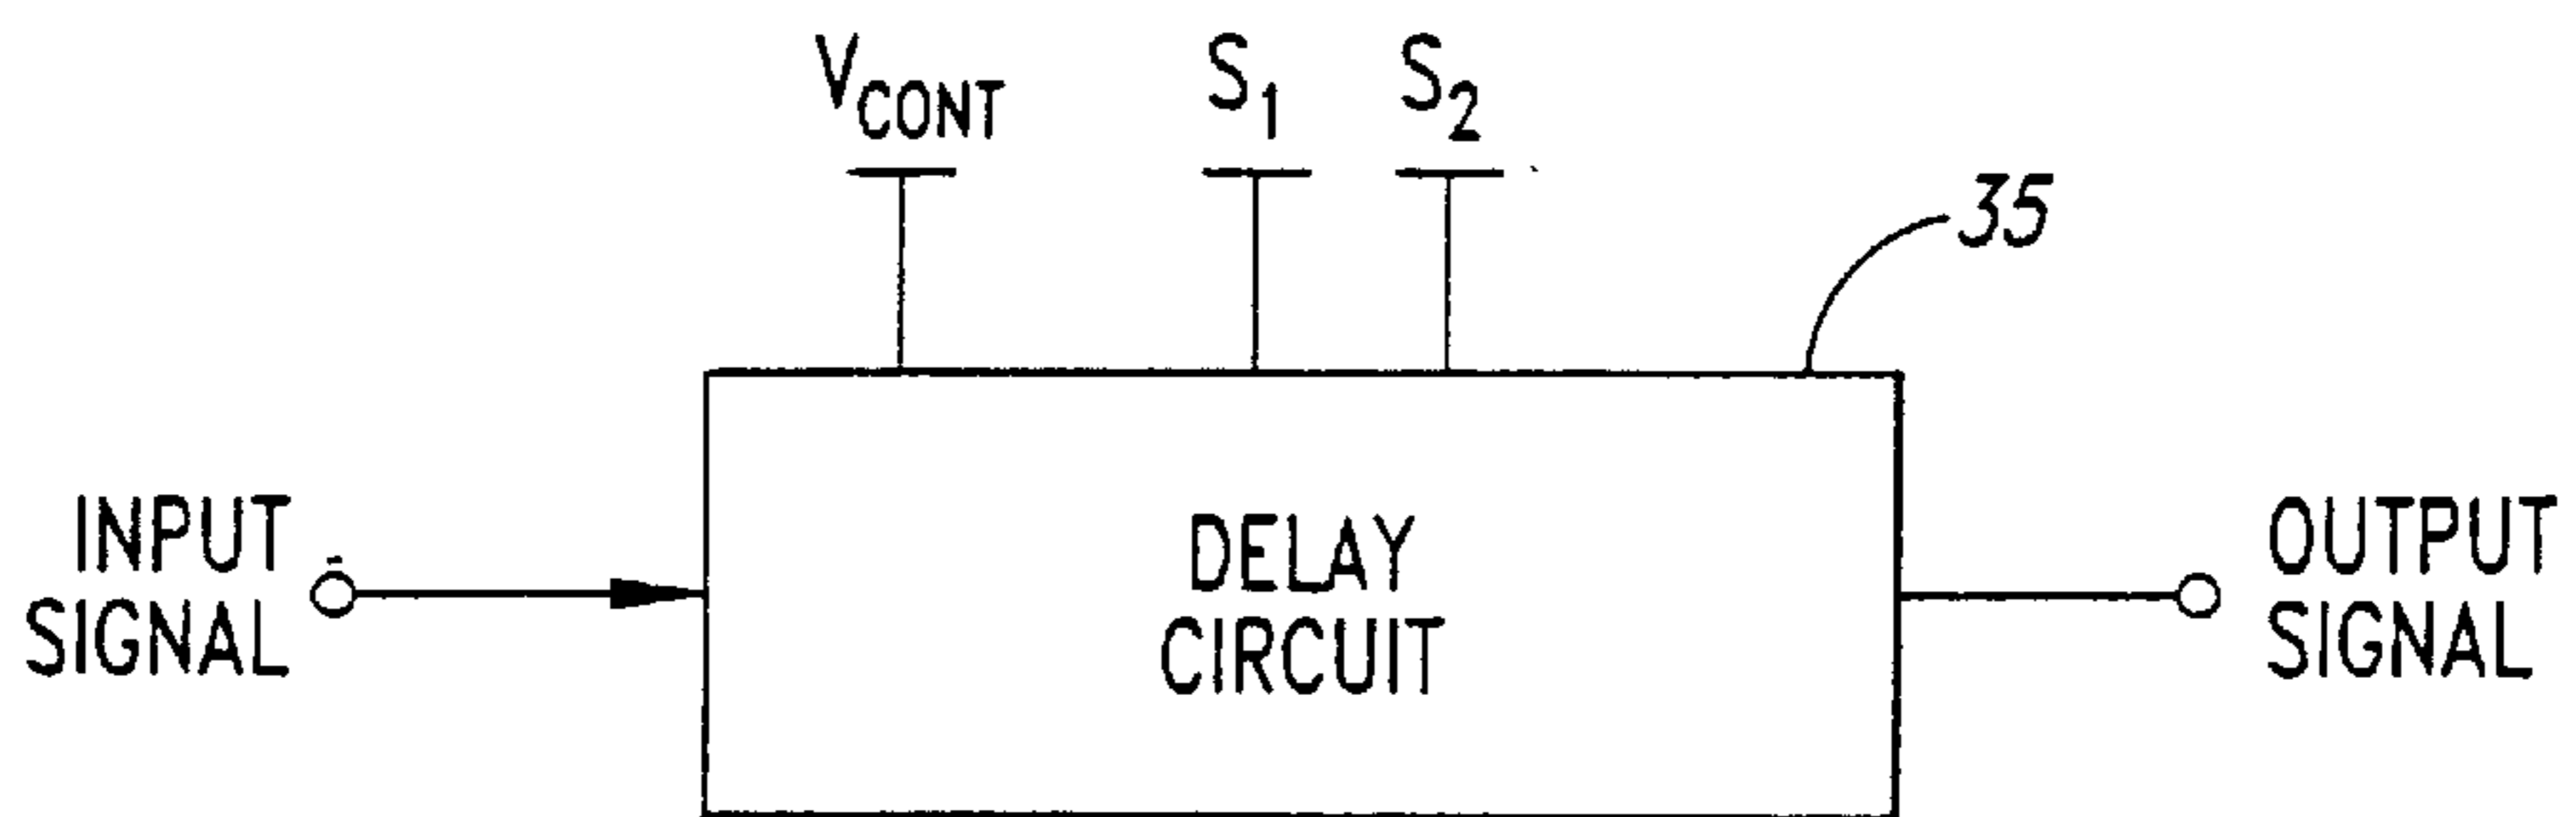 V_CONT S_1 S_2
35
INPUT
SIGNAL
DELAY
CIRCUIT
OUTPUT
SIGNAL